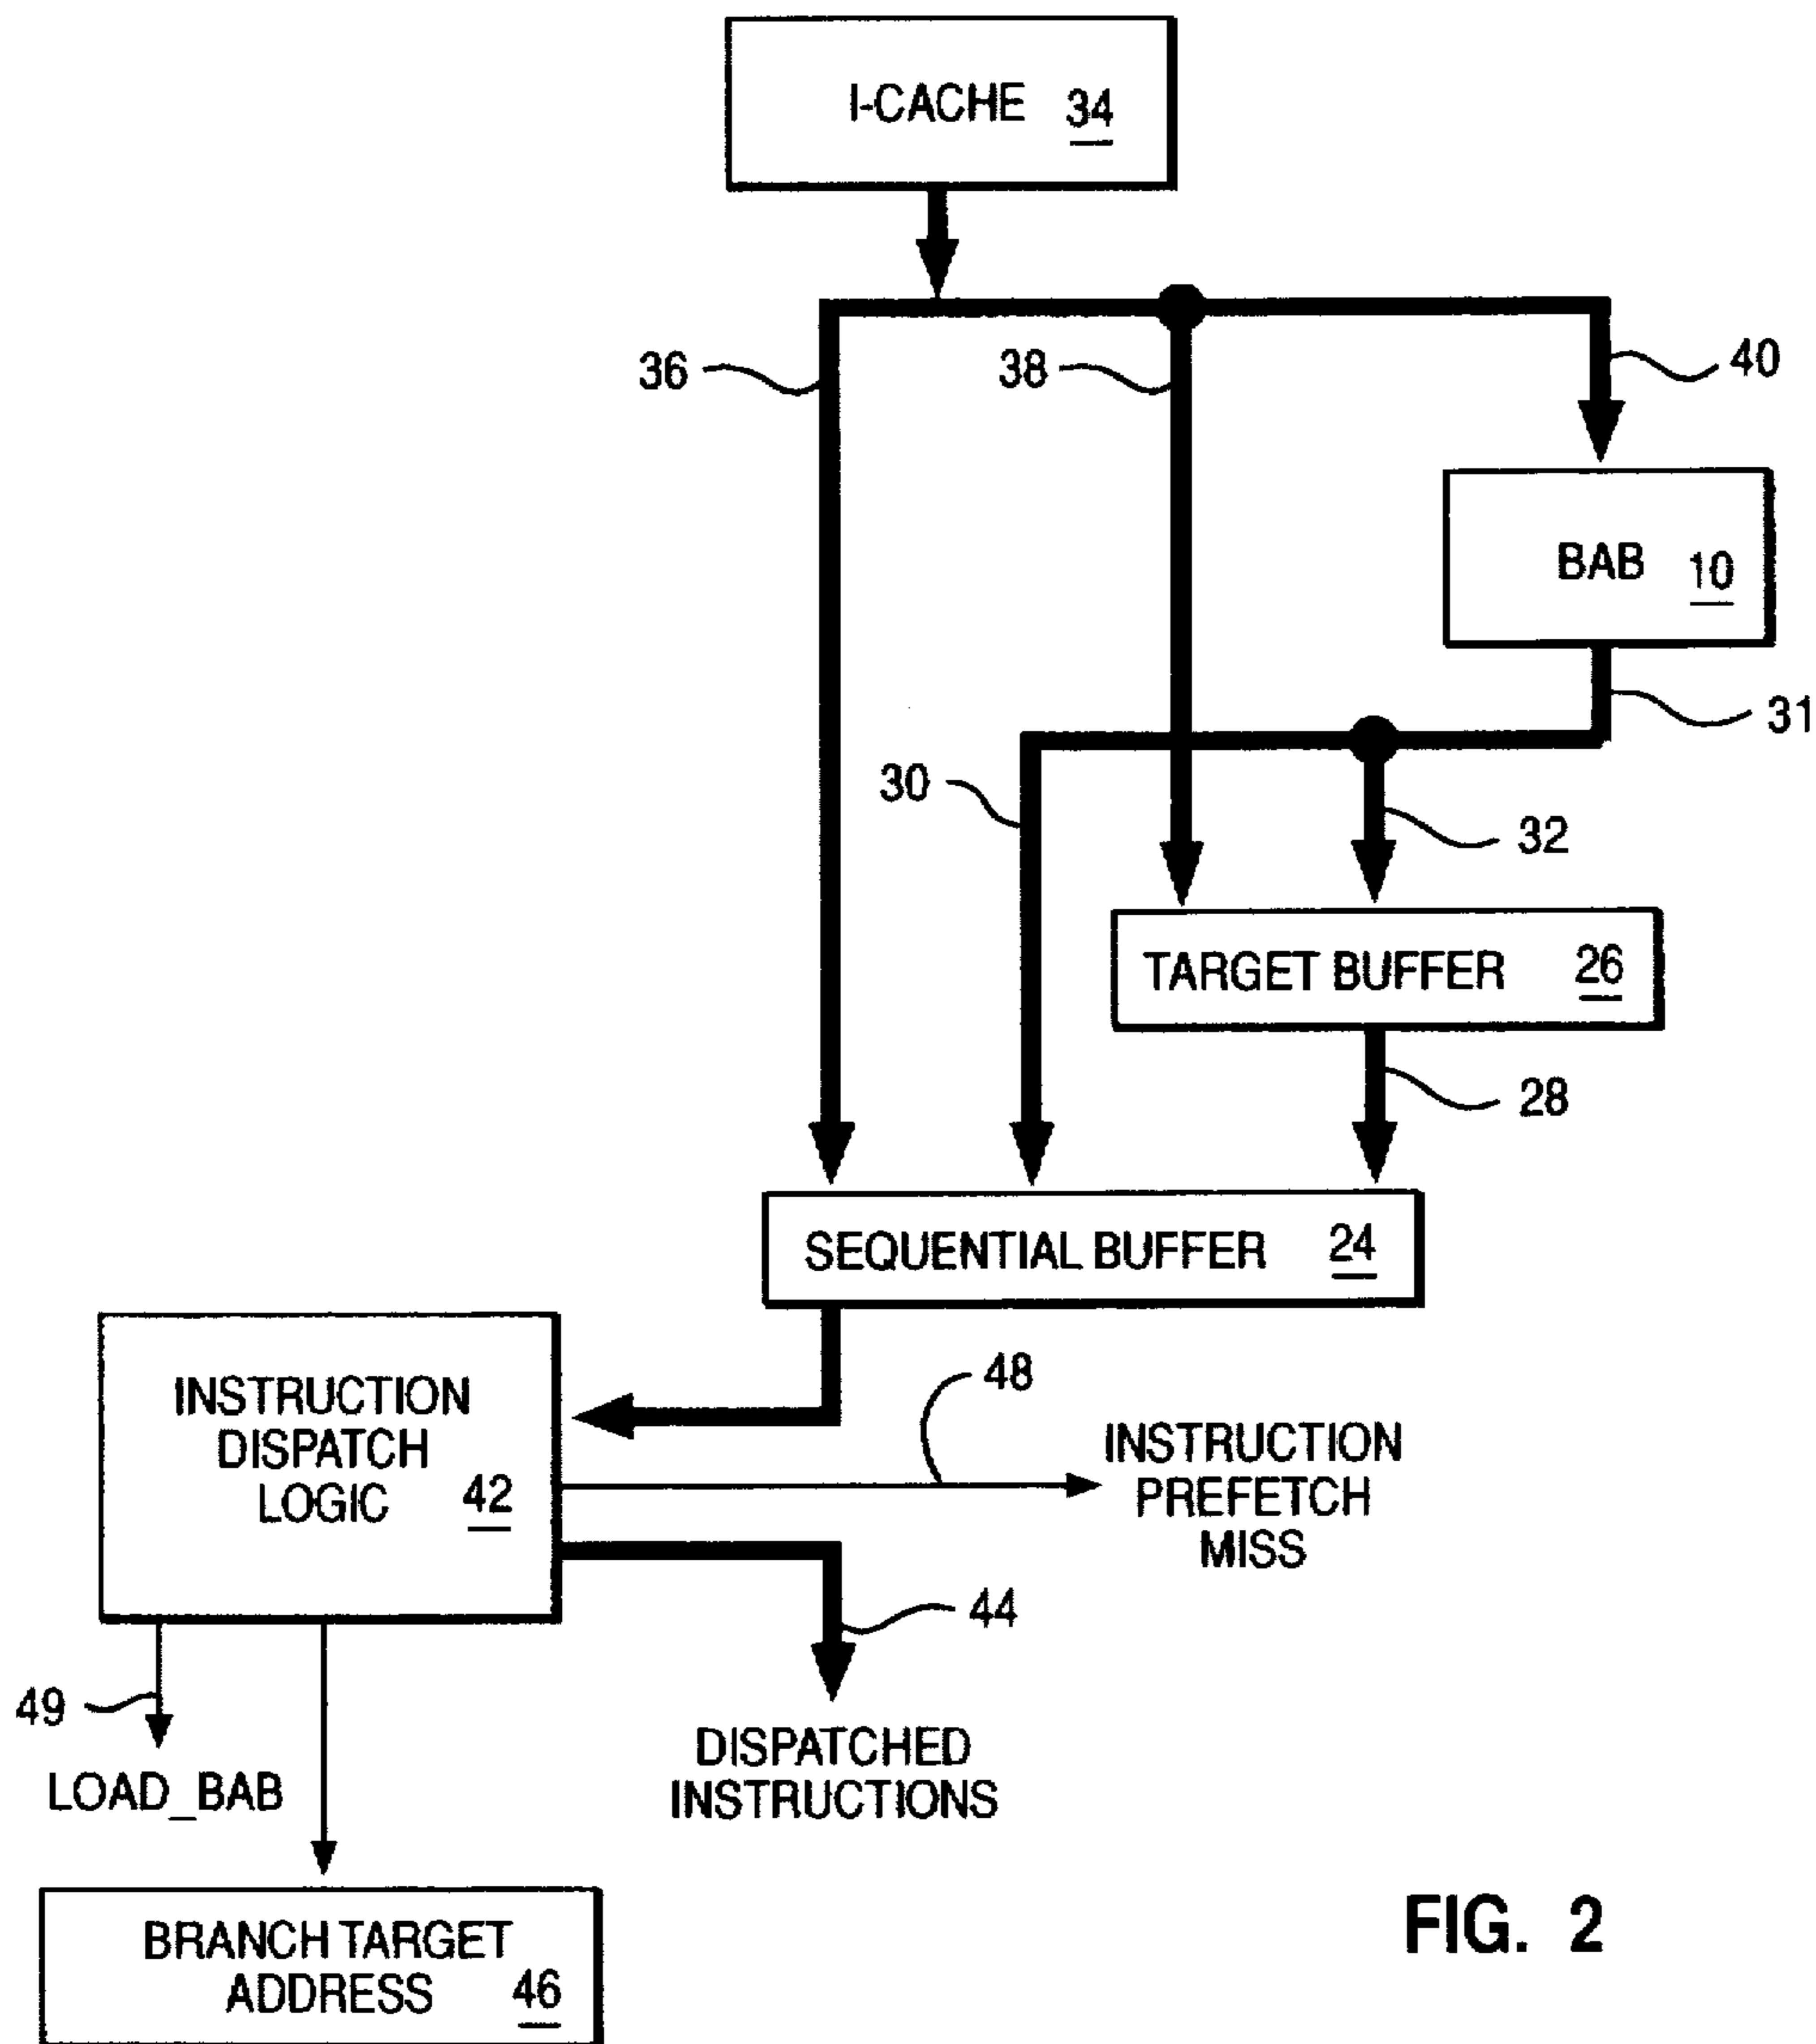 I-CACHE 34
36
38
40
BAB 10
31
30
32
TARGET BUFFER 26
28
SEQUENTIAL BUFFER 24
INSTRUCTION
DISPATCH
LOGIC 42
48
INSTRUCTION
PREFETCH
MISS
44
49
LOAD_BAB
DISPATCHED
INSTRUCTIONS
BRANCH TARGET
ADDRESS 46
FIG. 2